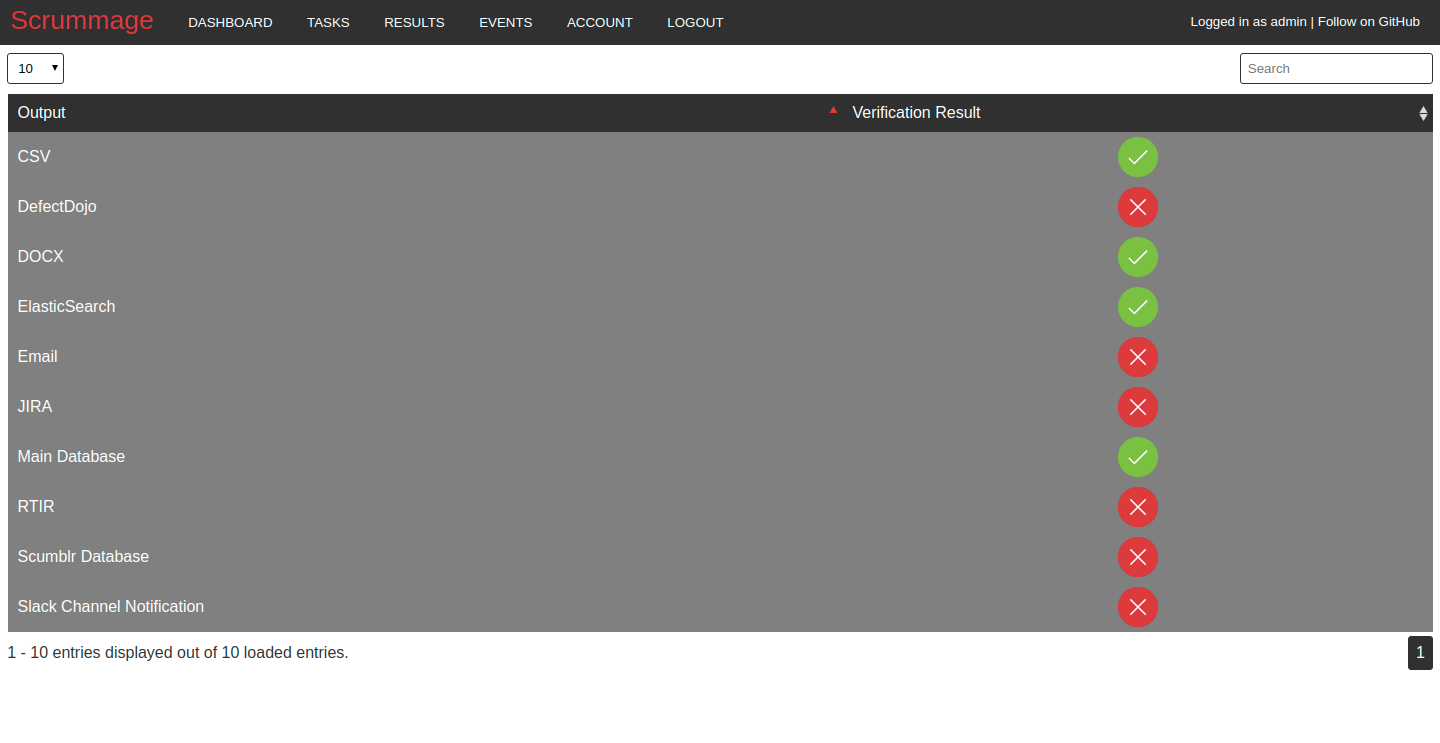 Scrummage DASHBOARD TASKS RESULTS EVENTS ACCOUNT LOGOUT Logged in as admin | Follow on GitHub
10 Search
Output Verification Result
CSV
DefectDojo
DOCX
ElasticSearch
Email
JIRA
Main Database
RTIR
Scumblr Database
Slack Channel Notification
1 - 10 entries displayed out of 10 loaded entries. 1